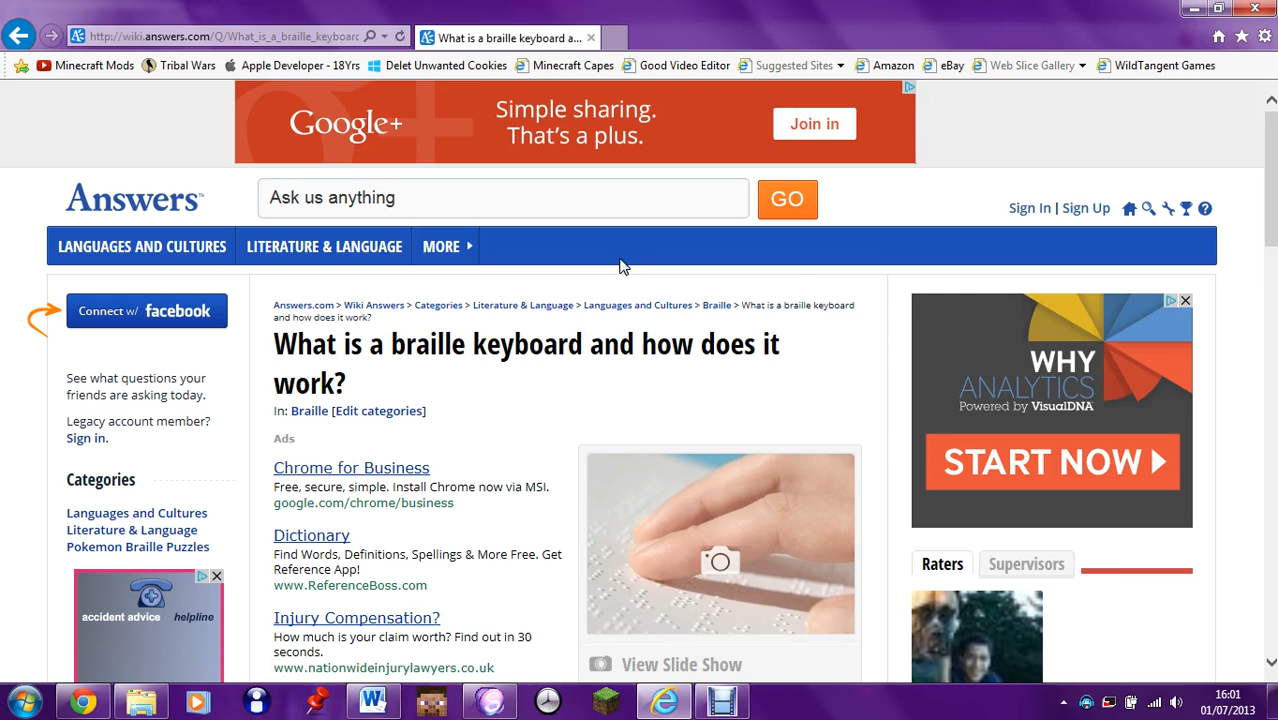 http://wiki.answers.com/Q/What_is_a_braille_keyboard
What is a braille keyboard a...
Minecraft Mods
Tribal Wars
Apple Developer - 18Yrs
Delet Unwanted Cookies
Minecraft Capes
Good Video Editor
Suggested Sites
Amazon
eBay
Web Slice Gallery
WildTangent Games
Google+
Simple sharing.
That's a plus.
Join in
Answers™
Ask us anything
GO
Sign In | Sign Up
LANGUAGES AND CULTURES
LITERATURE & LANGUAGE
MORE
Connect w/ facebook
See what questions your
friends are asking today.
Legacy account member?
Sign in.
Categories
Languages and Cultures
Literature & Language
Pokemon Braille Puzzles
accident advice helpline
Answers.com > Wiki Answers > Categories > Literature & Language > Languages and Cultures > Braille > What is a braille keyboard
and how does it work?
What is a braille keyboard and how does it
work?
In: Braille [Edit categories]
Ads
Chrome for Business
Free, secure, simple. Install Chrome now via MSI.
google.com/chrome/business
Dictionary
Find Words, Definitions, Spellings & More Free. Get
Reference App!
www.ReferenceBoss.com
Injury Compensation?
How much is your claim worth? Find out in 30
seconds.
www.nationwideinjurylawyers.co.uk
View Slide Show
WHY
ANALYTICS
Powered by VisualDNA
START NOW
Raters
Supervisors
16:01
01/07/2013